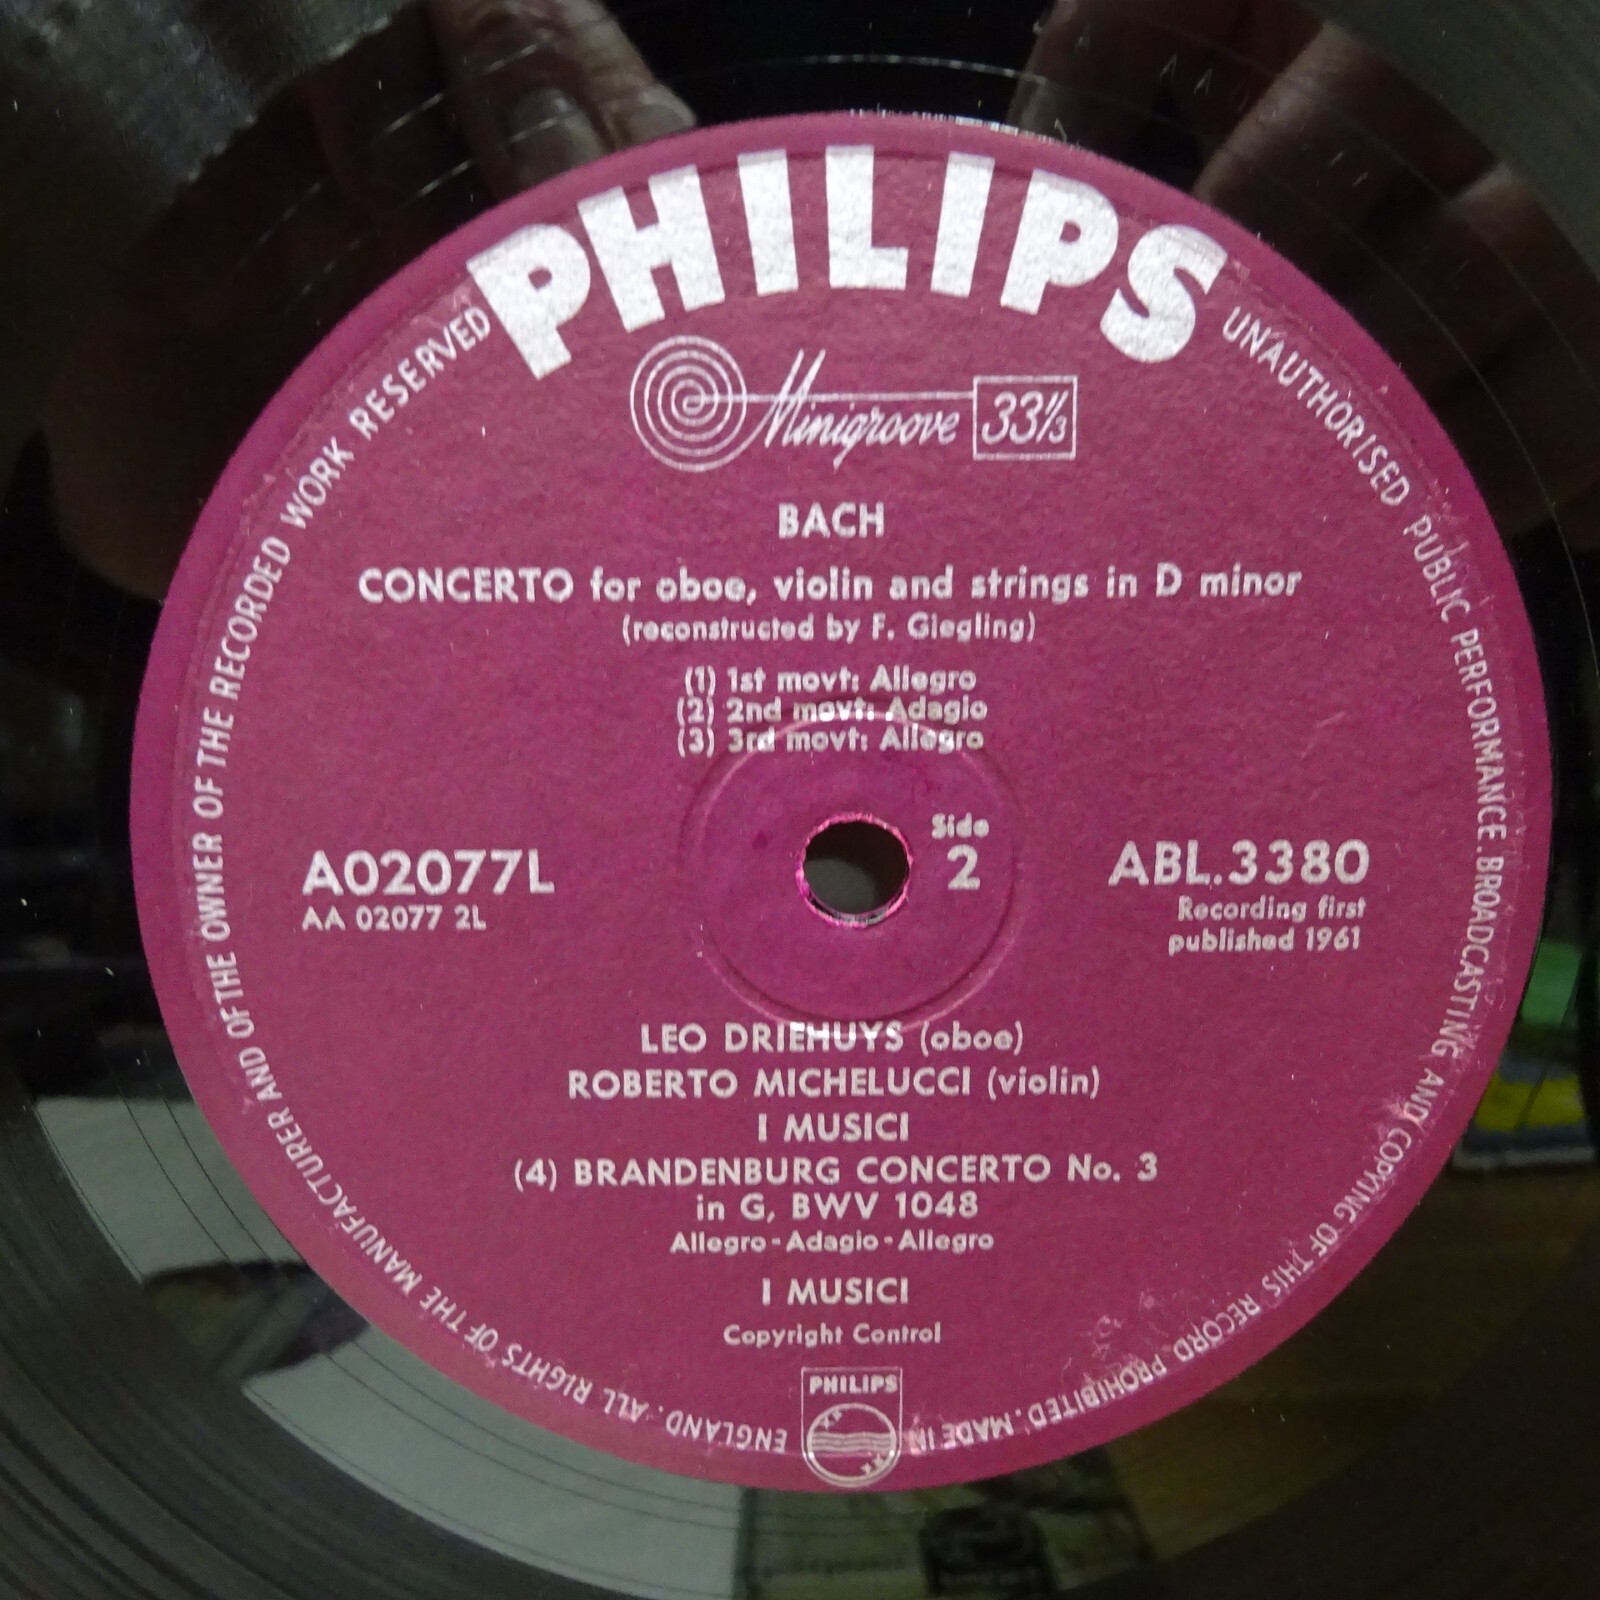 PHILIPS
Minigroove 33⅓
BACH
CONCERTO for oboe, violin and strings in D minor
(reconstructed by F. Giegling)
(1) 1st movt: Allegro
(2) 2nd movt: Adagio
(3) 3rd movt: Allegro
Side
2
A02077L
AA 02077 2L
ABL.3380
Recording first
published 1961
LEO DRIEHUYS (oboe)
ROBERTO MICHELUCCI (violin)
I MUSICI
(4) BRANDENBURG CONCERTO No. 3
in G, BWV 1048
Allegro - Adagio - Allegro
I MUSICI
Copyright Control
PHILIPS
ALL RIGHTS OF THE MANUFACTURER AND OF THE OWNER OF THE RECORDED WORK RESERVED
UNAUTHORISED PUBLIC PERFORMANCE. BROADCASTING AND COPYING OF THIS RECORD PROHIBITED. MADE IN ENGLAND.